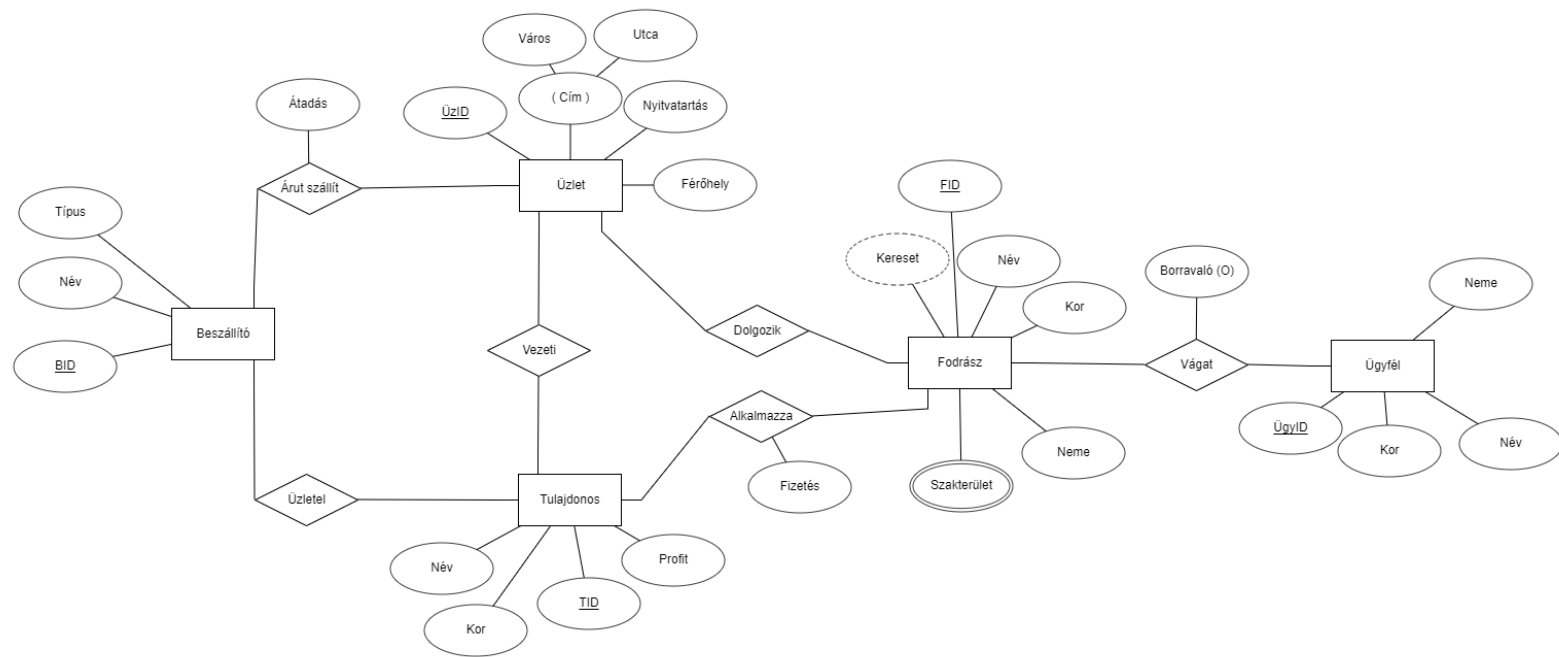 Város
Utca
( Cím )
Átadás
ÜzID
Nyitvatartás
Árut szállít
Üzlet
Férőhely
FID
Típus
Kereset
Név
Borravaló (O)
Név
Neme
Kor
Beszállító
Dolgozik
BID
Vezeti
Fodrász
Vágat
Ügyfél
Alkalmazza
ÜgyID
Kor
Név
Neme
Fizetés
Szakterület
Üzletel
Tulajdonos
Név
Profit
TID
Kor